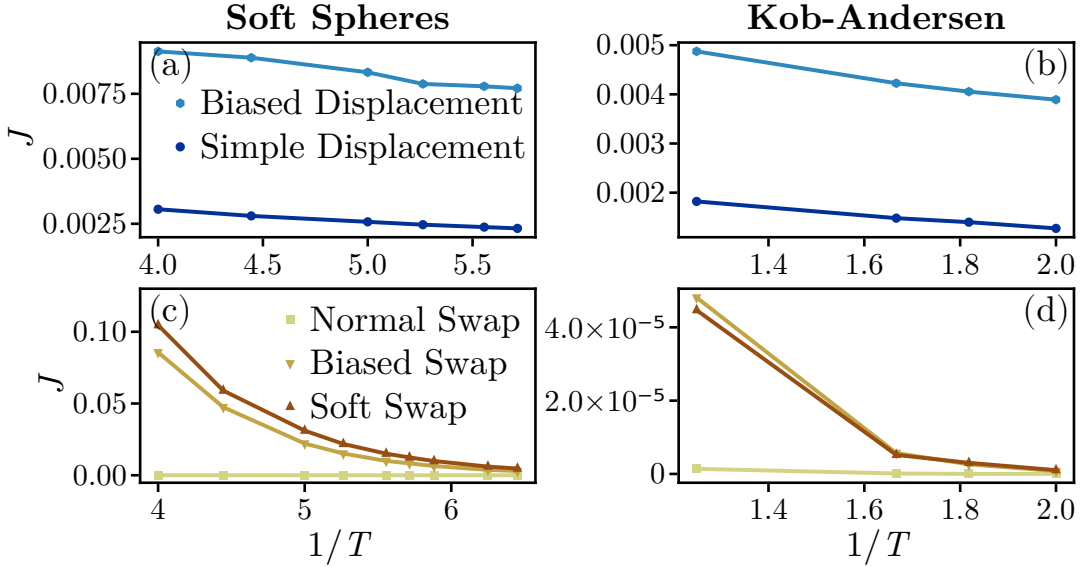 Soft Spheres
Kob-Andersen
(a)
0.0075
0.0050
0.0025
J
Biased Displacement
Simple Displacement
4.0 4.5 5.0 5.5
(b)
0.005
0.004
0.003
0.002
1.4 1.6 1.8 2.0
(c)
0.10
0.05
0.00
J
Normal Swap
Biased Swap
Soft Swap
4 5 6
1/T
(d)
4.0×10⁻⁵
2.0×10⁻⁵
0
1.4 1.6 1.8 2.0
1/T